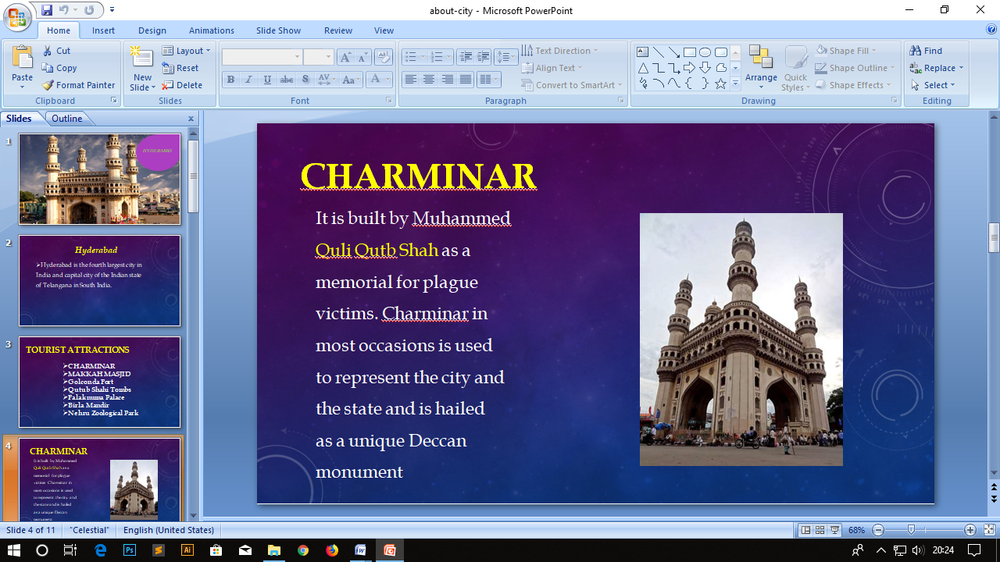 about-city - Microsoft PowerPoint
Home Insert Design Animations Slide Show Review View
Paste
Cut
Copy
Format Painter
Clipboard
New Slide
Layout
Reset
Delete
Slides
B I U abc S AV Aa A
Font
Text Direction
Align Text
Convert to SmartArt
Paragraph
Arrange
Quick Styles
Shape Fill
Shape Outline
Shape Effects
Drawing
Find
Replace
Select
Editing
Slides Outline
1
HYDERABAD
2
Hyderabad
➢Hyderabad is the fourth largest city in
India and capital city of the Indian state
of Telangana in South India.
3
TOURIST ATTRACTIONS
➢CHARMINAR
➢MAKKAH MASJID
➢Golconda Fort
➢Qutub Shahi Tombs
➢Falaknuma Palace
➢Birla Mandir
➢Nehru Zoological Park
4
CHARMINAR
It is built by Muhammed
Quli Qutb Shah as a
memorial for plague
victims. Charminar in
most occasions is used
to represent the city and
the state and is hailed
as a unique Deccan
monument
CHARMINAR
It is built by Muhammed
Quli Qutb Shah as a
memorial for plague
victims. Charminar in
most occasions is used
to represent the city and
the state and is hailed
as a unique Deccan
monument
Slide 4 of 11 "Celestial" English (United States) 68%
Ps Ai 20:24